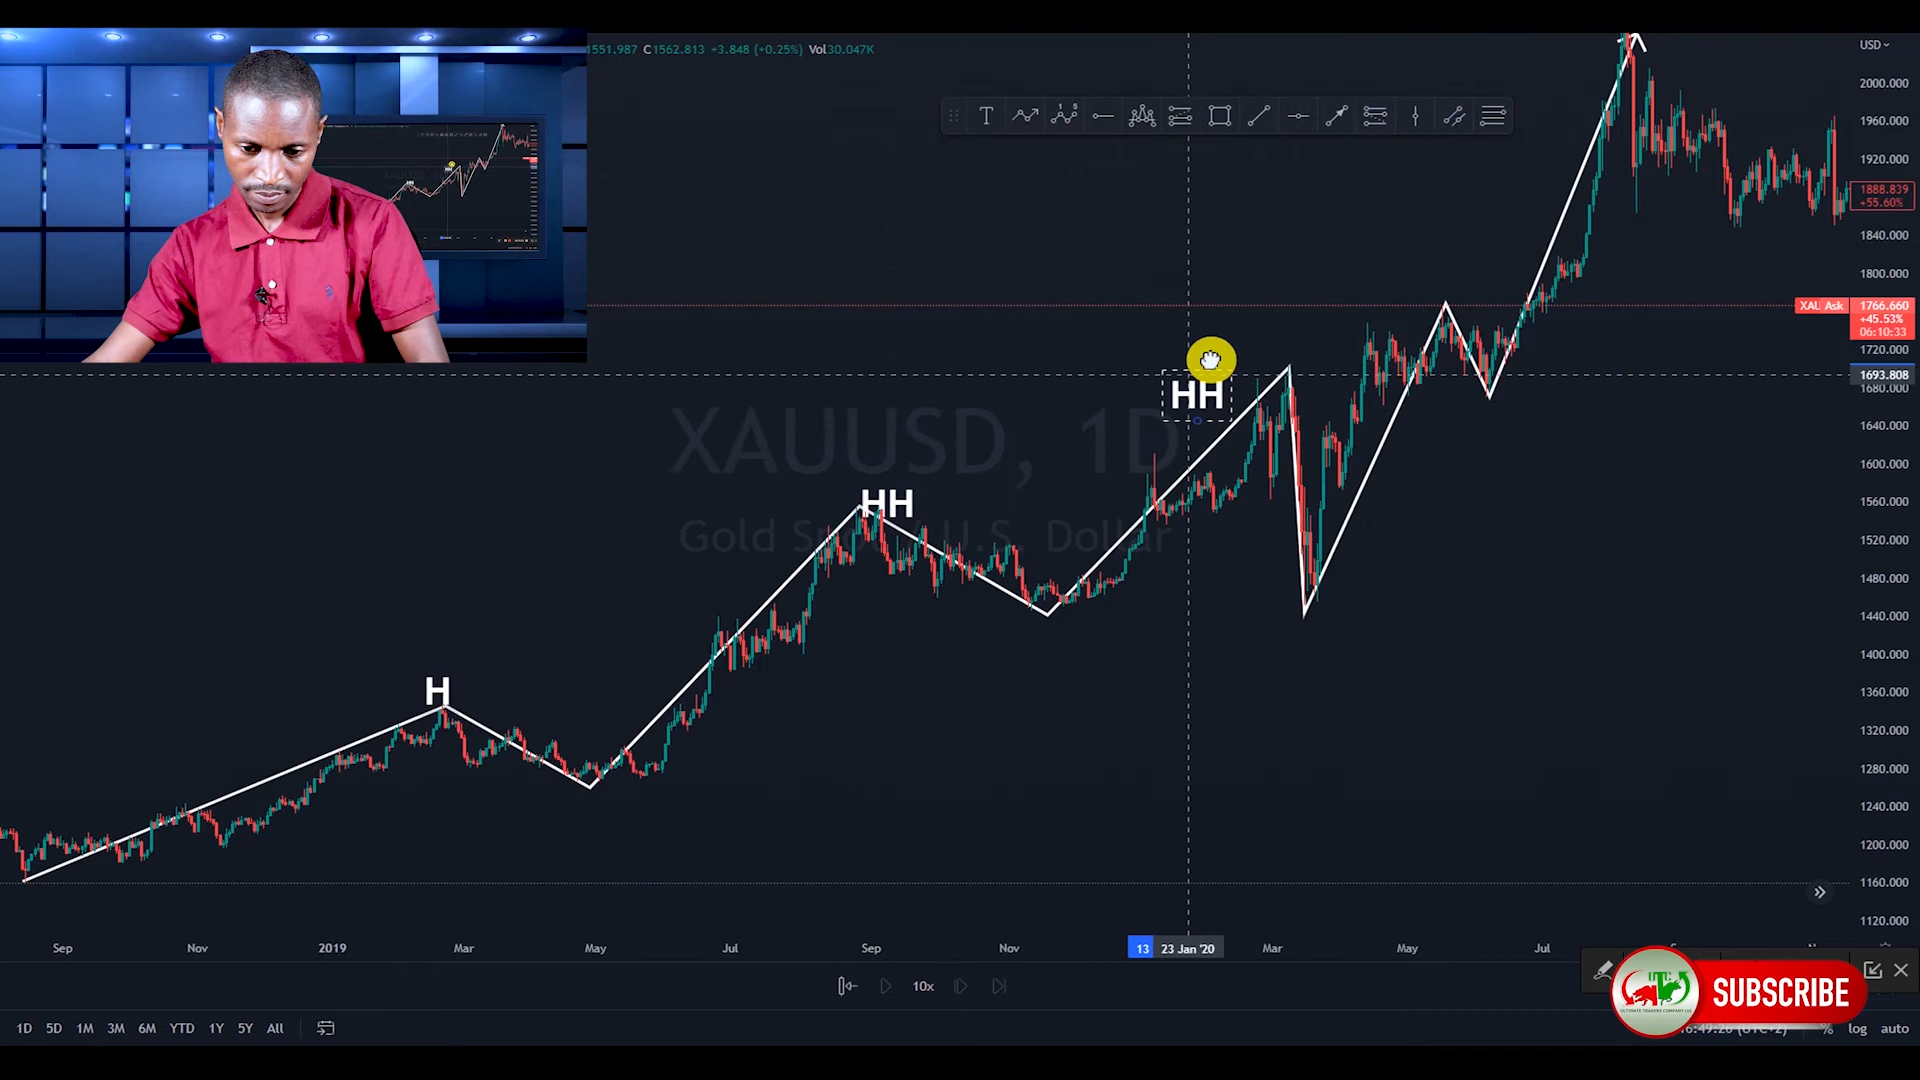 1551.987 C1562.813 +3.848 (+0.25%) Vol30.047K
USD
2000.000
1960.000
1920.000
1888.839
+55.60%
1840.000
1800.000
XAU Ask 1766.660
+45.53%
06:10:33
1720.000
1693.808
1680.000
1640.000
1600.000
1560.000
1520.000
1480.000
1440.000
1400.000
1360.000
1320.000
1280.000
1240.000
1200.000
1160.000
1120.000
HH
XAUUSD, 1D
HH
H
Sep Nov 2019 Mar May Jul Sep Nov 13 23 Jan '20 Mar May Jul
10x
UTC
ULTIMATE TRADERS COMPANY
SUBSCRIBE
1D 5D 1M 3M 6M YTD 1Y 5Y All
% log auto